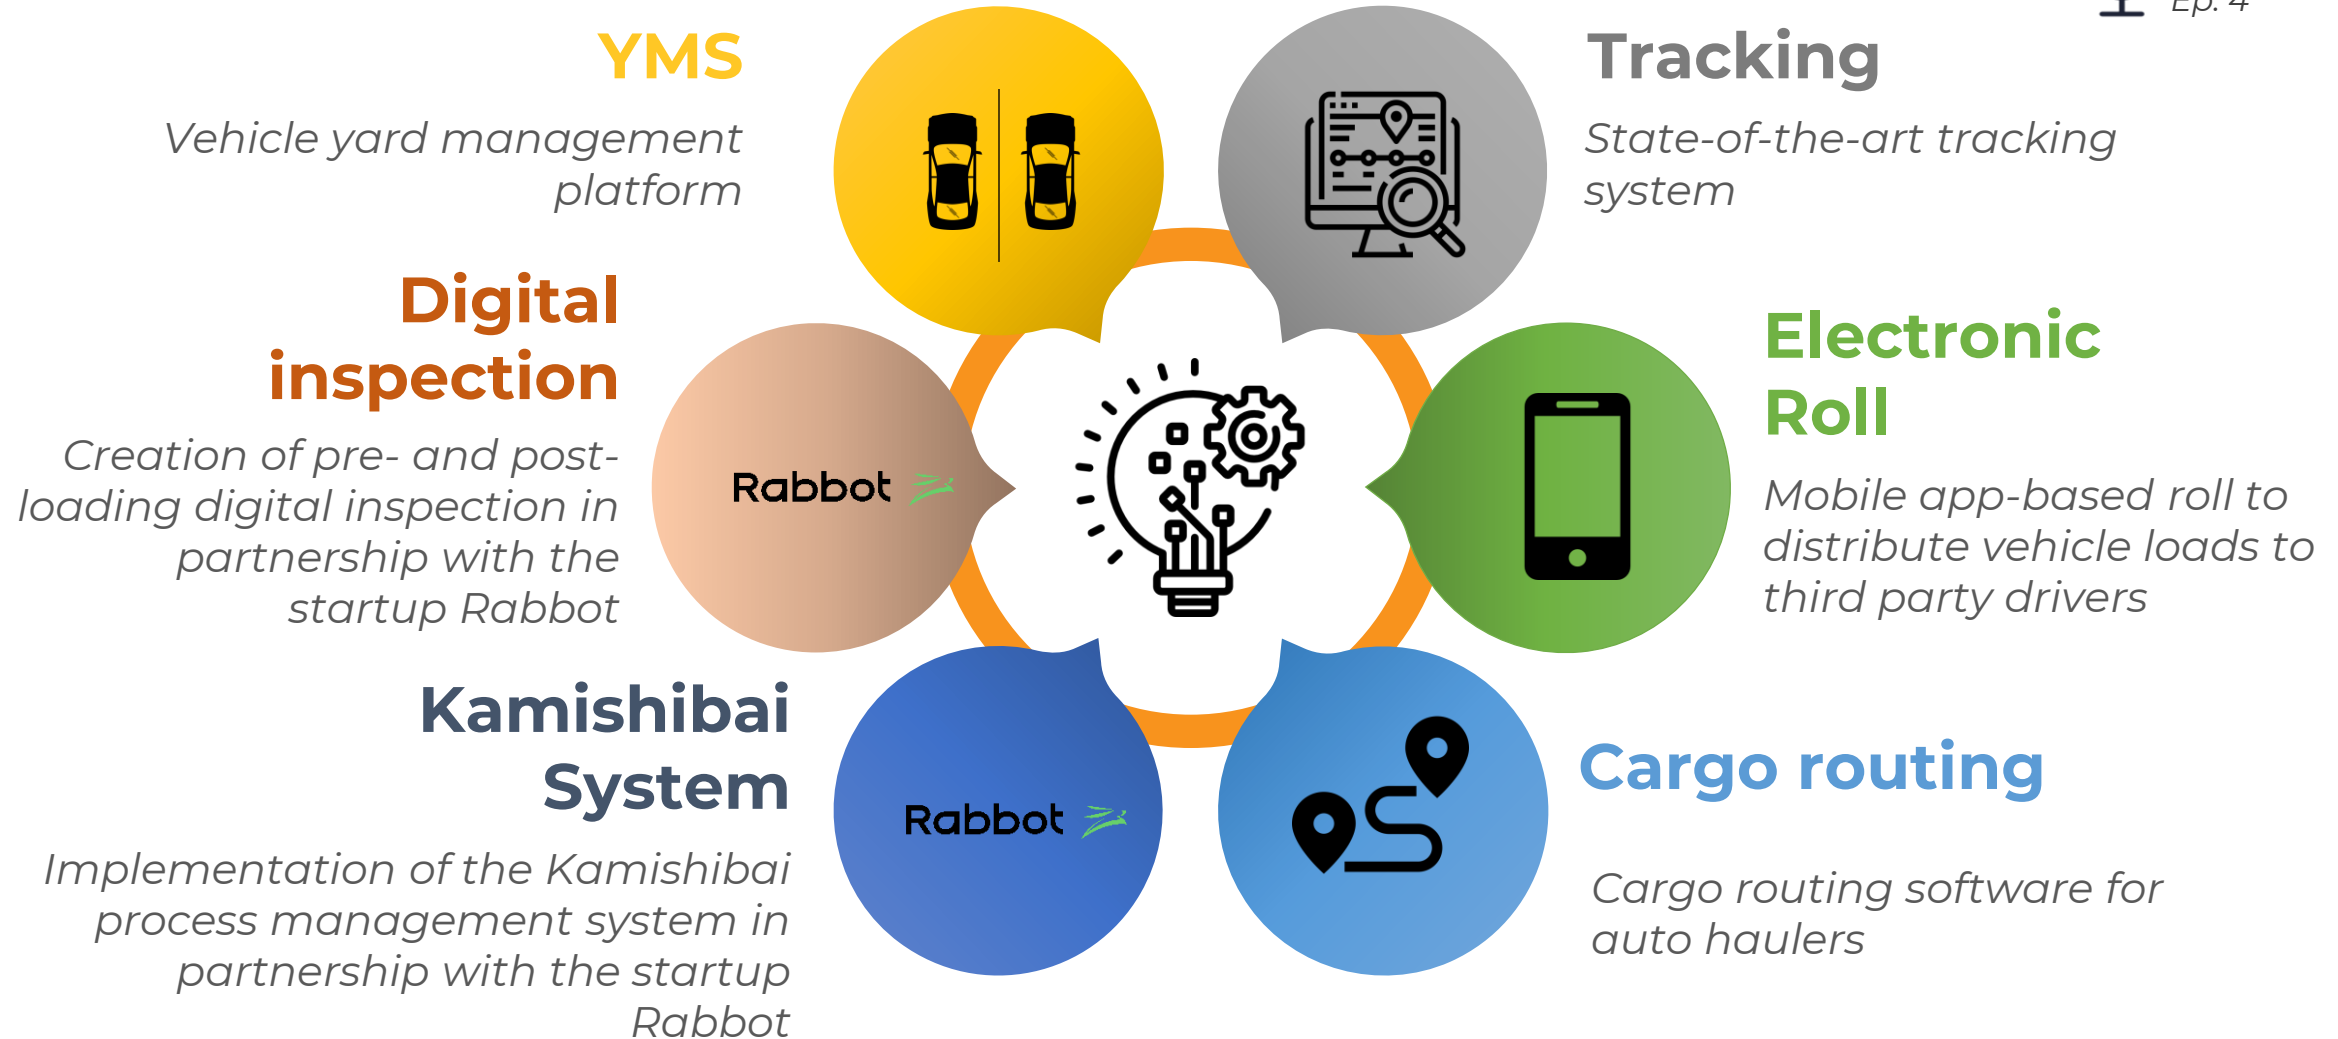 Ep. 4
YMS
Vehicle yard management
platform
Tracking
State-of-the-art tracking
system
Digital
inspection
Creation of pre- and post-
loading digital inspection in
partnership with the
startup Rabbot
Rabbot
Electronic
Roll
Mobile app-based roll to
distribute vehicle loads to
third party drivers
Kamishibai
System
Implementation of the Kamishibai
process management system in
partnership with the startup
Rabbot
Rabbot
Cargo routing
Cargo routing software for
auto haulers